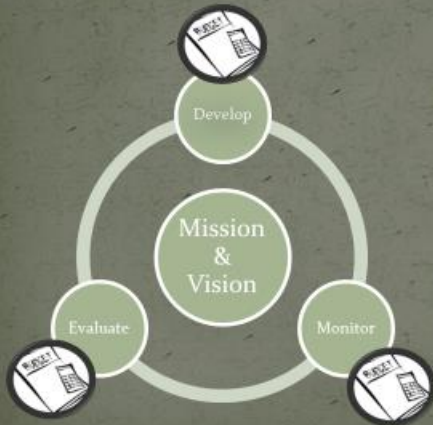 BUDGET
Develop
Mission
&
Vision
Evaluate
Monitor
BUDGET
BUDGET